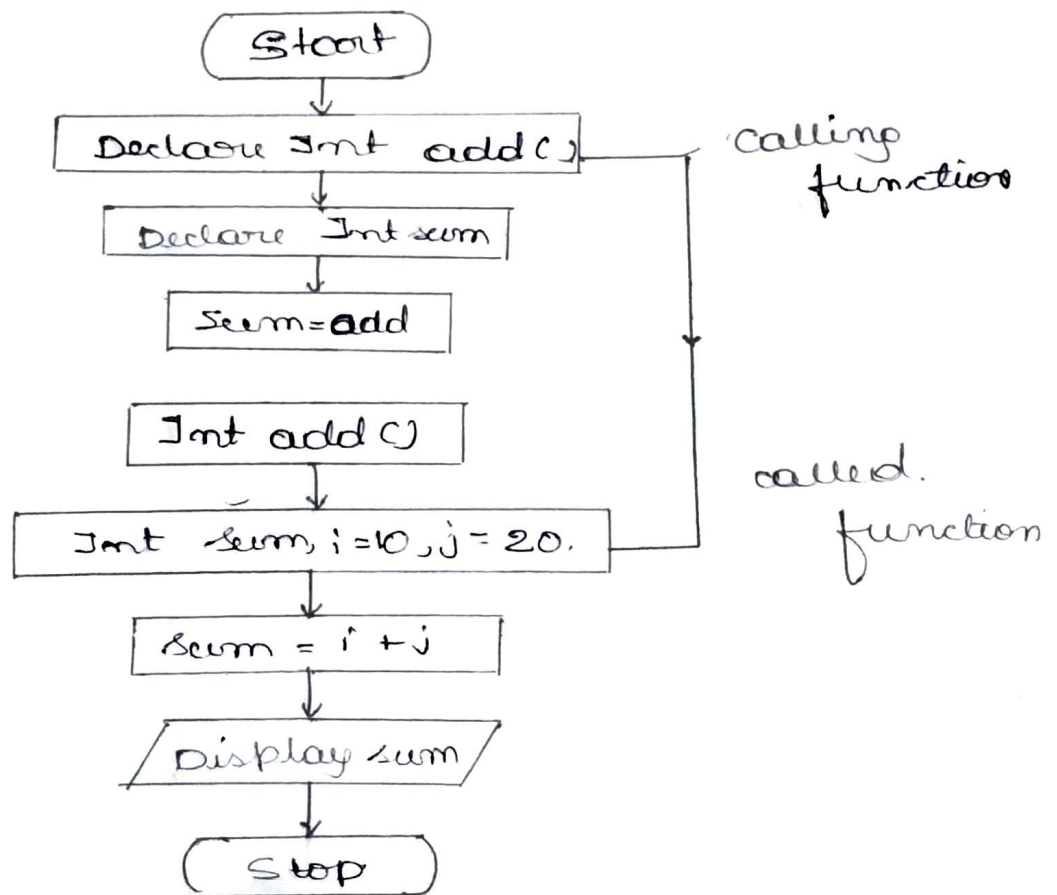 Start
Declare Int add()
calling
function
Declare Int sum
Sum=add
Int add()
called.
function
Int sum, i=10, j=20.
sum = i + j
Display sum
Stop